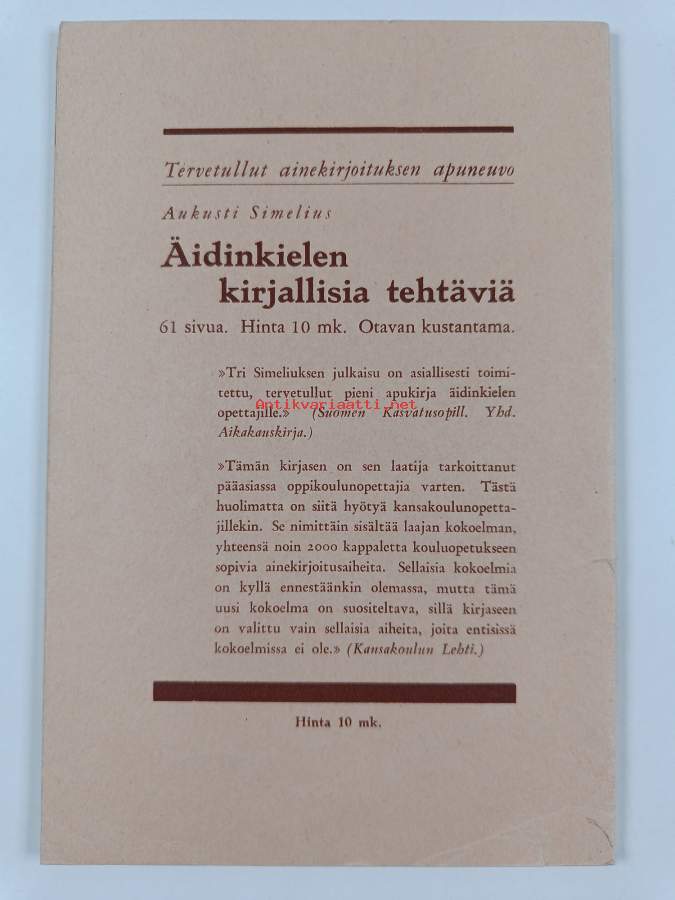 Tervetullut ainekirjoituksen apuneuvo
Aukusti Simelius
Äidinkielen
kirjallisia tehtäviä
61 sivua. Hinta 10 mk. Otavan kustantama.
»Tri Simeliuksen julkaisu on asiallisesti toimi-
tettu, tervetullut pieni apukirja äidinkielen
Antikvariaatti.net
opettajille.» (Suomen Kasvatusopill. Yhd.
Aikakauskirja.)
»Tämän kirjasen on sen laatija tarkoittanut
pääasiassa oppikoulunopettajia varten. Tästä
huolimatta on siitä hyötyä kansakoulunopetta-
jillekin. Se nimittäin sisältää laajan kokoelman,
yhteensä noin 2000 kappaletta kouluopetukseen
sopivia ainekirjoitusaiheita. Sellaisia kokoelmia
on kyllä ennestäänkin olemassa, mutta tämä
uusi kokoelma on suositeltava, sillä kirjaseen
on valittu vain sellaisia aiheita, joita entisissä
kokoelmissa ei ole.» (Kansakoulun Lehti.)
Hinta 10 mk.